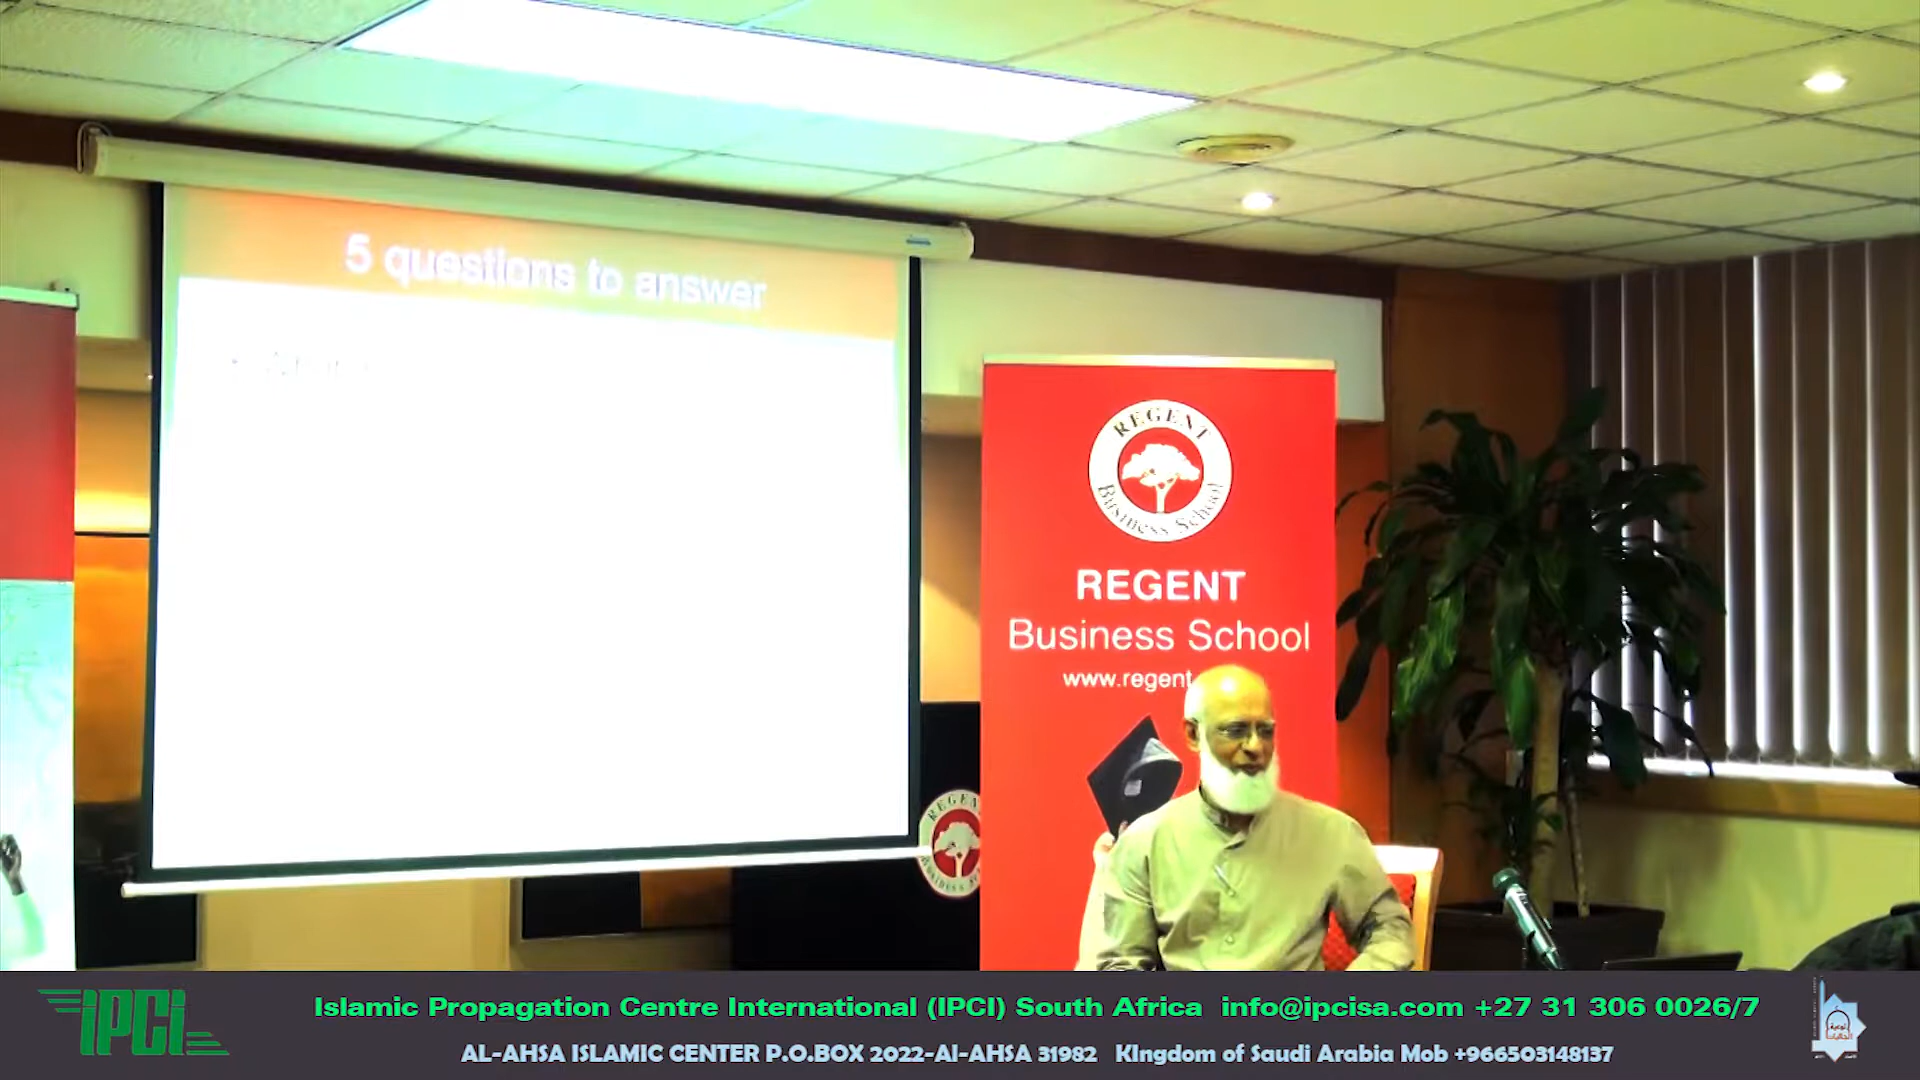 5 questions to answer
REGENT
Business School
REGENT
Business School
www.regent
REGEN
IPCI
Islamic Propagation Centre International (IPCI) South Africa info@ipcisa.com +27 31 306 0026/7
AL-AHSA ISLAMIC CENTER P.O.BOX 2022-Al-AHSA 31982 KIngdom of Saudi Arabia Mob +966503148137